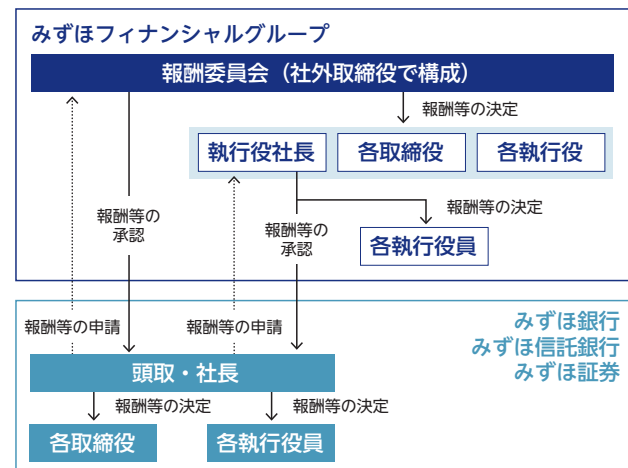 みずほフィナンシャルグループ
報酬委員会（社外取締役で構成）
報酬等の決定
執行役社長
各取締役
各執行役
報酬等の決定
報酬等の
承認
報酬等の
承認
各執行役員
報酬等の申請
報酬等の申請
みずほ銀行
みずほ信託銀行
みずほ証券
頭取・社長
報酬等の決定
報酬等の決定
各取締役
各執行役員